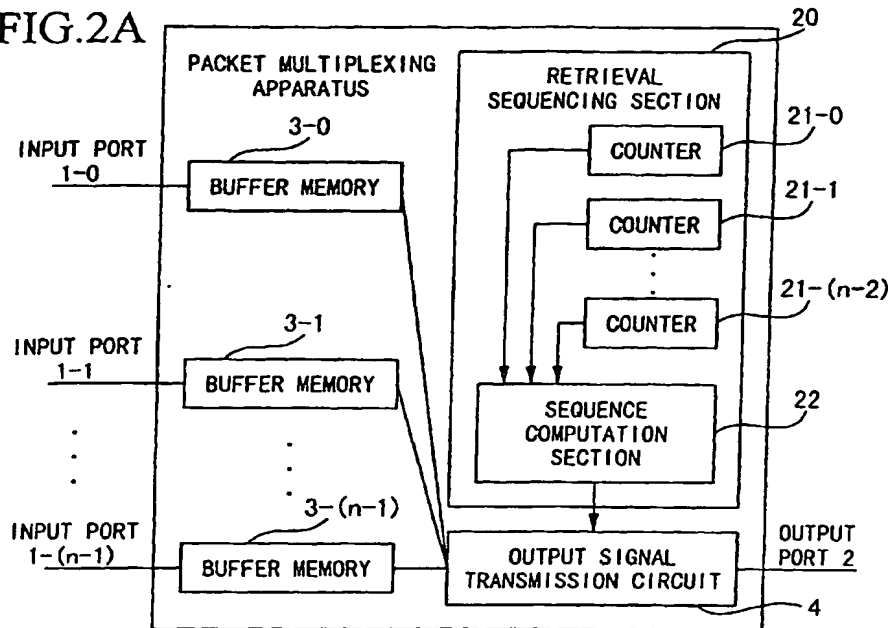 FIG.2A
PACKET MULTIPLEXING
APPARATUS
20
RETRIEVAL
SEQUENCING SECTION
21-0
COUNTER
21-1
COUNTER
21-(n-2)
COUNTER
22
SEQUENCE
COMPUTATION
SECTION
INPUT PORT
1-0
3-0
BUFFER MEMORY
INPUT PORT
1-1
3-1
BUFFER MEMORY
INPUT PORT
1-(n-1)
3-(n-1)
BUFFER MEMORY
OUTPUT SIGNAL
TRANSMISSION CIRCUIT
4
OUTPUT
PORT 2